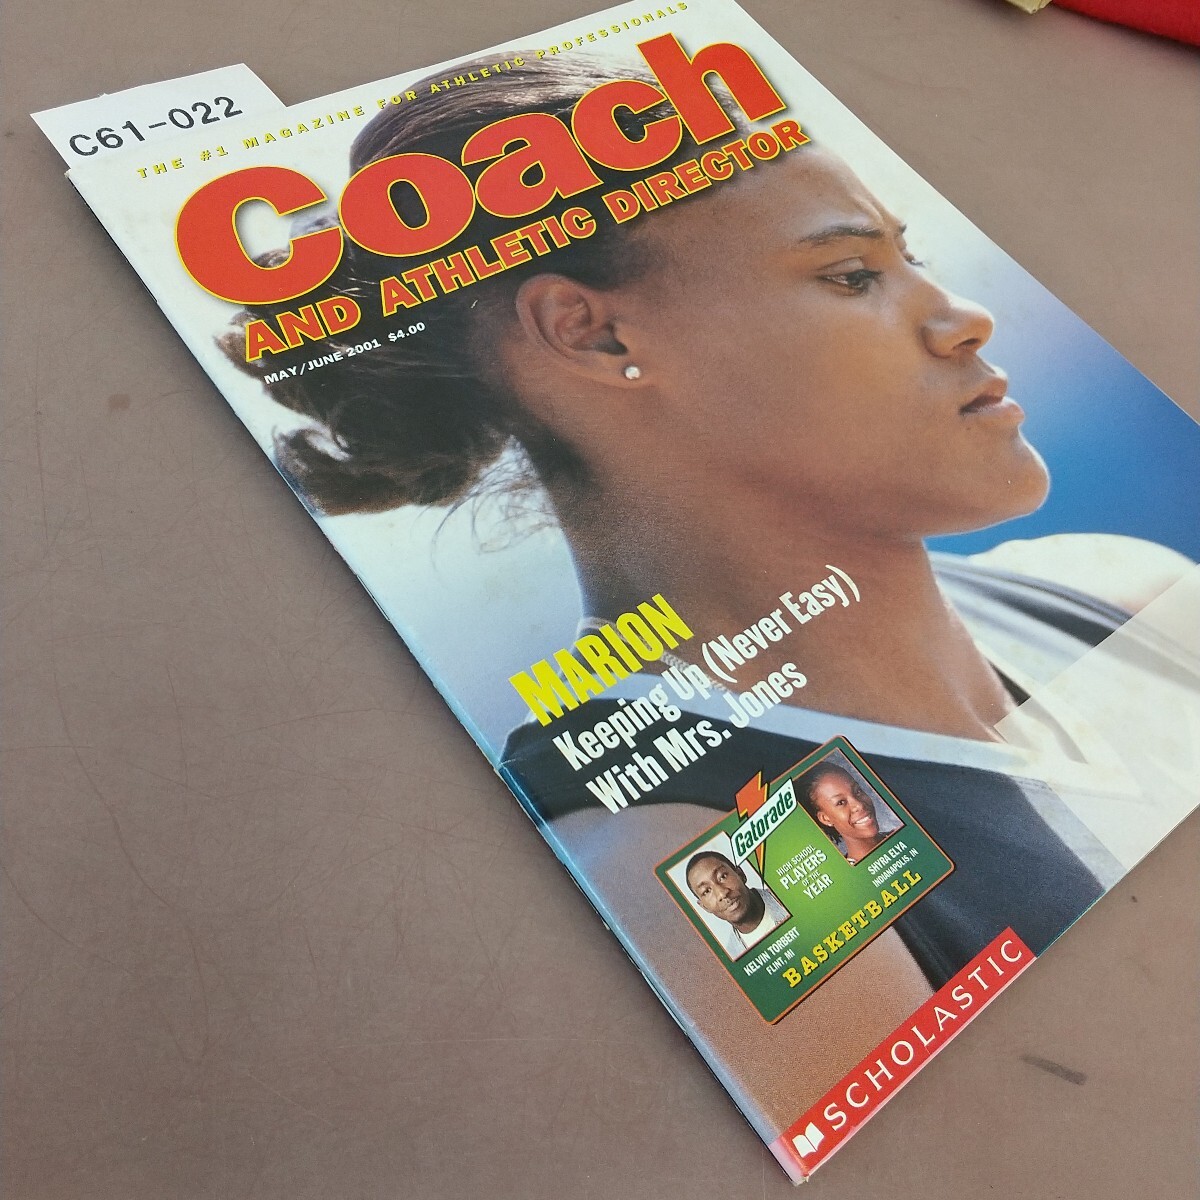 C61-022
THE #1 MAGAZINE FOR ATHLETIC PROFESSIONALS
Coach
AND ATHLETIC DIRECTOR
MAY/JUNE 2001 $4.00
MARION
Keeping Up (Never Easy)
With Mrs. Jones
Gatorade
HIGH SCHOOL
PLAYERS
OF THE
YEAR
KELVIN TORBERT
FLINT, MI
SHYRA ELYA
INDIANAPOLIS, IN
BASKETBALL
SCHOLASTIC